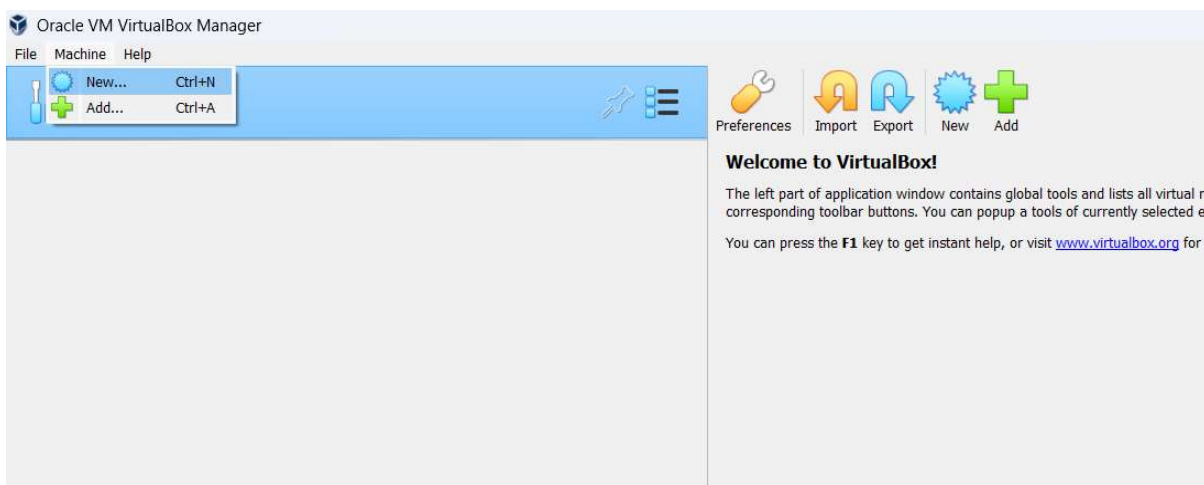 Oracle VM VirtualBox Manager
File Machine Help
New... Ctrl+N
Add... Ctrl+A
Preferences Import Export New Add
Welcome to VirtualBox!
The left part of application window contains global tools and lists all virtual
corresponding toolbar buttons. You can popup a tools of currently selected
You can press the F1 key to get instant help, or visit www.virtualbox.org for